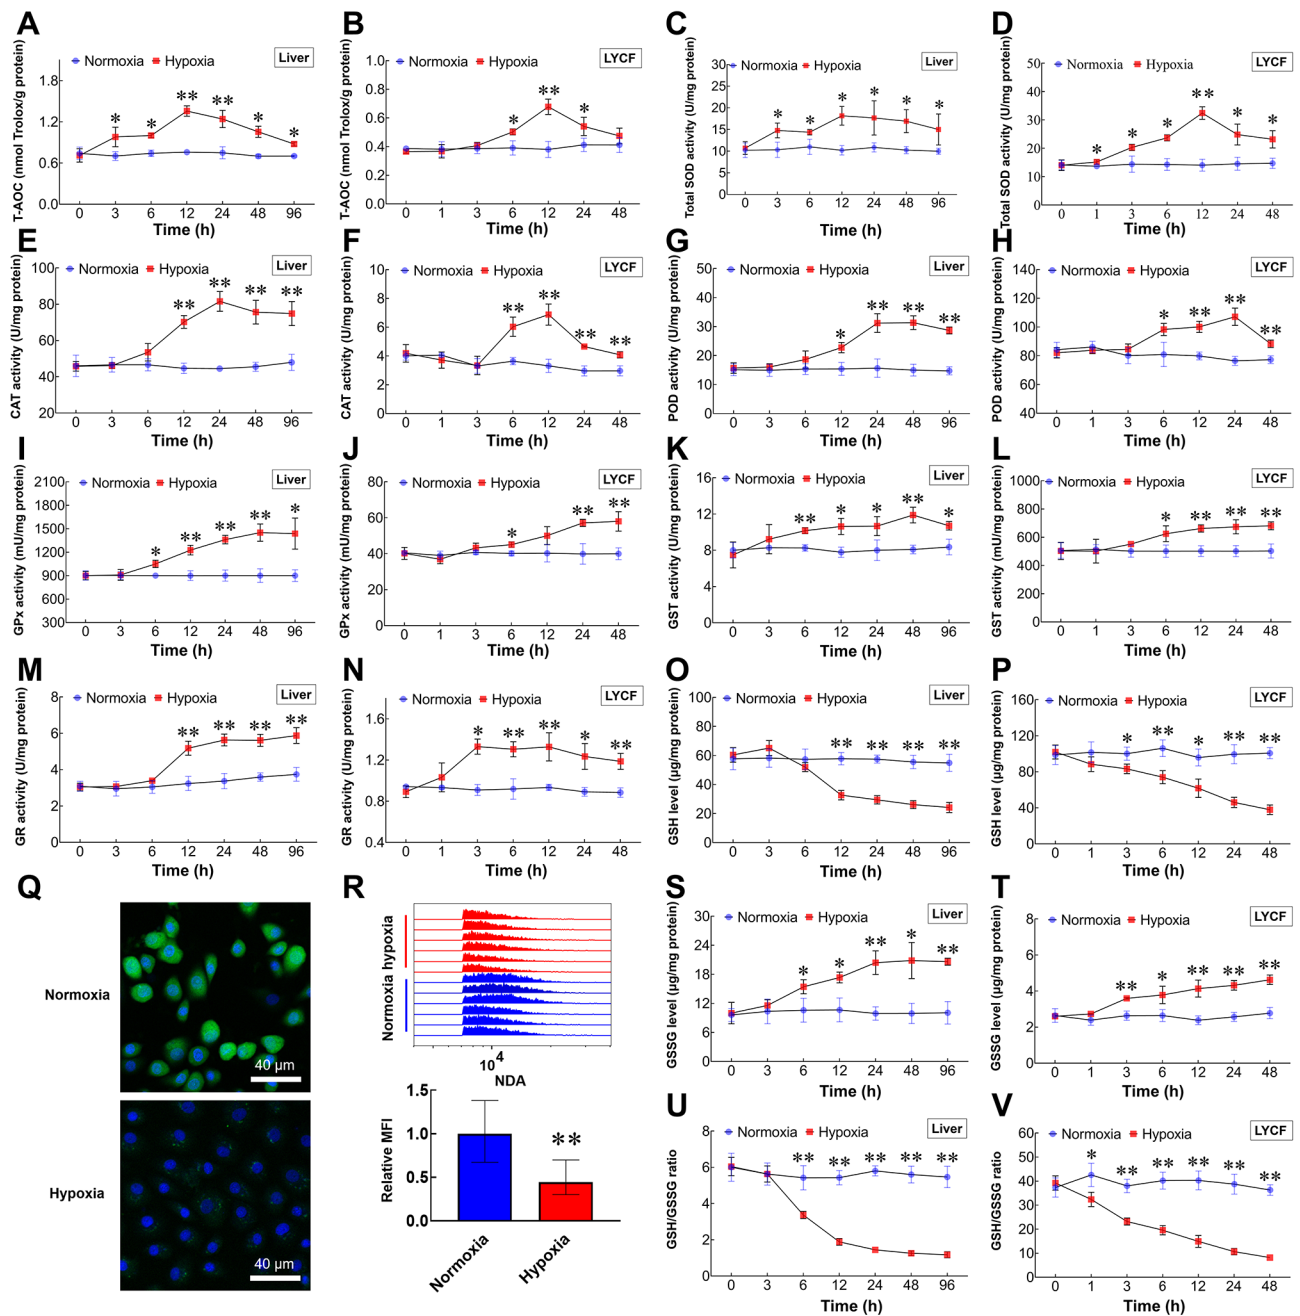 A
T-AOC (nmol Trolox/g protein)
Normoxia Hypoxia Liver
1.8
1.2
0.6
0.0
0 3 6 12 24 48 96
Time (h)
* * ** ** * *
B
T-AOC (nmol Trolox/g protein)
Normoxia Hypoxia LYCF
1.0
0.8
0.6
0.4
0.2
0.0
0 1 3 6 12 24 48
Time (h)
* * *
C
Total SOD activity (U/mg protein)
Normoxia Hypoxia Liver
30
25
20
15
10
5
0
0 3 6 12 24 48 96
Time (h)
* * * * * *
D
Total SOD activity (U/mg protein)
Normoxia Hypoxia LYCF
50
40
30
20
10
0
0 1 3 6 12 24 48
Time (h)
* * * ** * *
E
CAT activity (U/mg protein)
Normoxia Hypoxia Liver
100
80
60
40
20
0 3 6 12 24 48 96
Time (h)
** ** ** **
F
CAT activity (U/mg protein)
Normoxia Hypoxia LYCF
10
8
6
4
2
0
0 1 3 6 12 24 48
Time (h)
** ** ** **
G
POD activity (U/mg protein)
Normoxia Hypoxia Liver
50
40
30
20
10
0
0 3 6 12 24 48 96
Time (h)
* ** ** **
H
POD activity (U/mg protein)
Normoxia Hypoxia LYCF
140
120
100
80
60
40
0 1 3 6 12 24 48
Time (h)
* ** ** **
I
GPx activity (mU/mg protein)
Normoxia Hypoxia Liver
2100
1800
1500
1200
900
600
300
0 3 6 12 24 48 96
Time (h)
* ** ** ** *
J
GPx activity (mU/mg protein)
Normoxia Hypoxia LYCF
80
60
40
20
0
0 1 3 6 12 24 48
Time (h)
* ** **
K
GST activity (U/mg protein)
Normoxia Hypoxia Liver
16
12
8
4
0
0 3 6 12 24 48 96
Time (h)
** * * ** *
L
GST activity (mU/mg protein)
Normoxia Hypoxia LYCF
1000
800
600
400
200
0
0 1 3 6 12 24 48
Time (h)
* ** ** **
M
GR activity (U/mg protein)
Normoxia Hypoxia Liver
8
6
4
2
0
0 3 6 12 24 48 96
Time (h)
** ** ** **
N
GR activity (U/mg protein)
Normoxia Hypoxia LYCF
1.6
1.2
0.8
0.4
0 1 3 6 12 24 48
Time (h)
* ** ** * **
O
GSH level (μg/mg protein)
Normoxia Hypoxia Liver
100
80
60
40
20
0
0 3 6 12 24 48 96
Time (h)
** ** ** **
P
GSH level (μg/mg protein)
Normoxia Hypoxia LYCF
160
120
80
40
0
0 1 3 6 12 24 48
Time (h)
* ** * ** **
Q
Normoxia
40 μm
Hypoxia
40 μm
R
Normoxia hypoxia
10⁴
NDA
Relative MFI
1.5
1.0
0.5
0.0
**
Normoxia
Hypoxia
S
GSSG level (μg/mg protein)
Normoxia Hypoxia Liver
30
24
18
12
6
0
0 3 6 12 24 48 96
Time (h)
* * ** * **
T
GSSG level (μg/mg protein)
Normoxia Hypoxia LYCF
8
6
4
2
0
0 1 3 6 12 24 48
Time (h)
** * ** ** **
U
GSH/GSSG ratio
Normoxia Hypoxia Liver
8
6
4
2
0
0 3 6 12 24 48 96
Time (h)
** ** ** ** **
V
GSH/GSSG ratio
Normoxia Hypoxia LYCF
60
50
40
30
20
10
0
0 1 3 6 12 24 48
Time (h)
* ** ** ** ** **